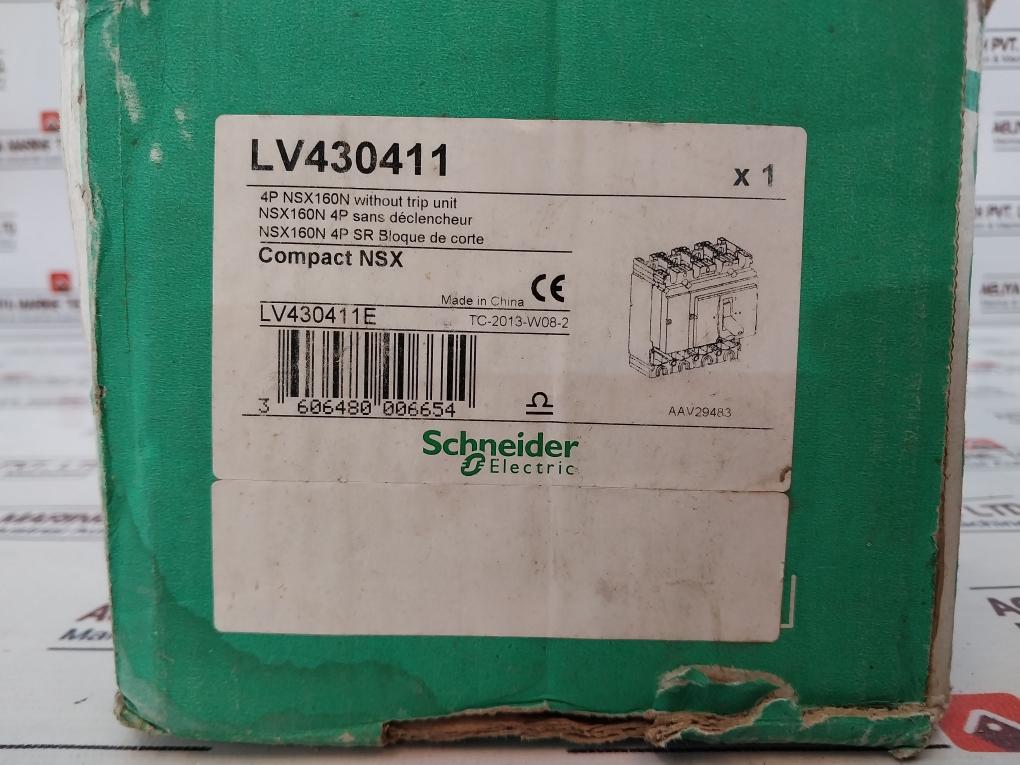 LV430411
x 1
4P NSX160N without trip unit
NSX160N 4P sans déclencheur
NSX160N 4P SR Bloque de corte
Compact NSX
Made in China CE
LV430411E
TC-2013-W08-2
3 606480 006654
AAV29483
Schneider
Electric